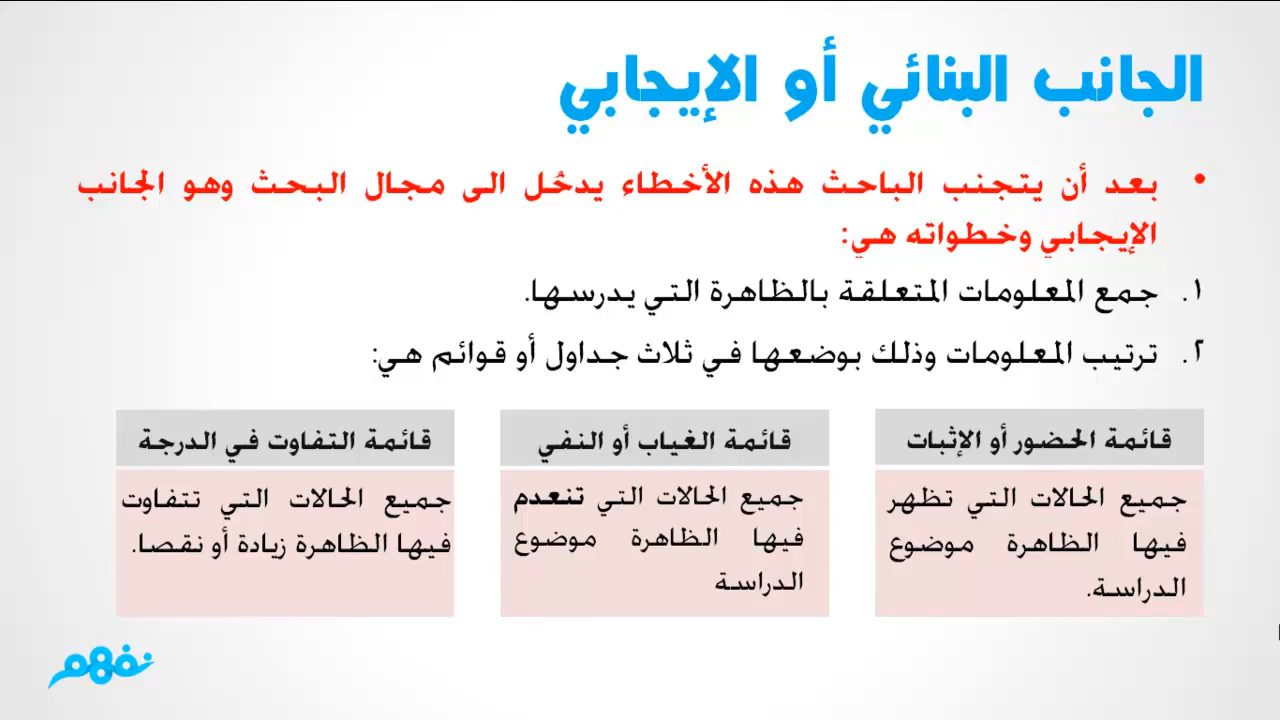 الجانب البنائي أو الإيجابي
• بعد أن يتجنب الباحث هذه الأخطاء يدخُل الى مجال البحث وهو الجانب
الإيجابي وخطواته هي:
١. جمع المعلومات المتعلقة بالظاهرة التي يدرسها.
٢. ترتيب المعلومات وذلك بوضعها في ثلاث جداول أو قوائم هي:
قائمة الحضور أو الإثبات
جميع الحالات التي تظهر
فيها الظاهرة موضوع
الدراسة.
قائمة الغياب أو النفي
جميع الحالات التي تنعدم
فيها الظاهرة موضوع
الدراسة
قائمة التفاوت في الدرجة
جميع الحالات التي تتفاوت
فيها الظاهرة زيادة أو نقصا.
نفهم